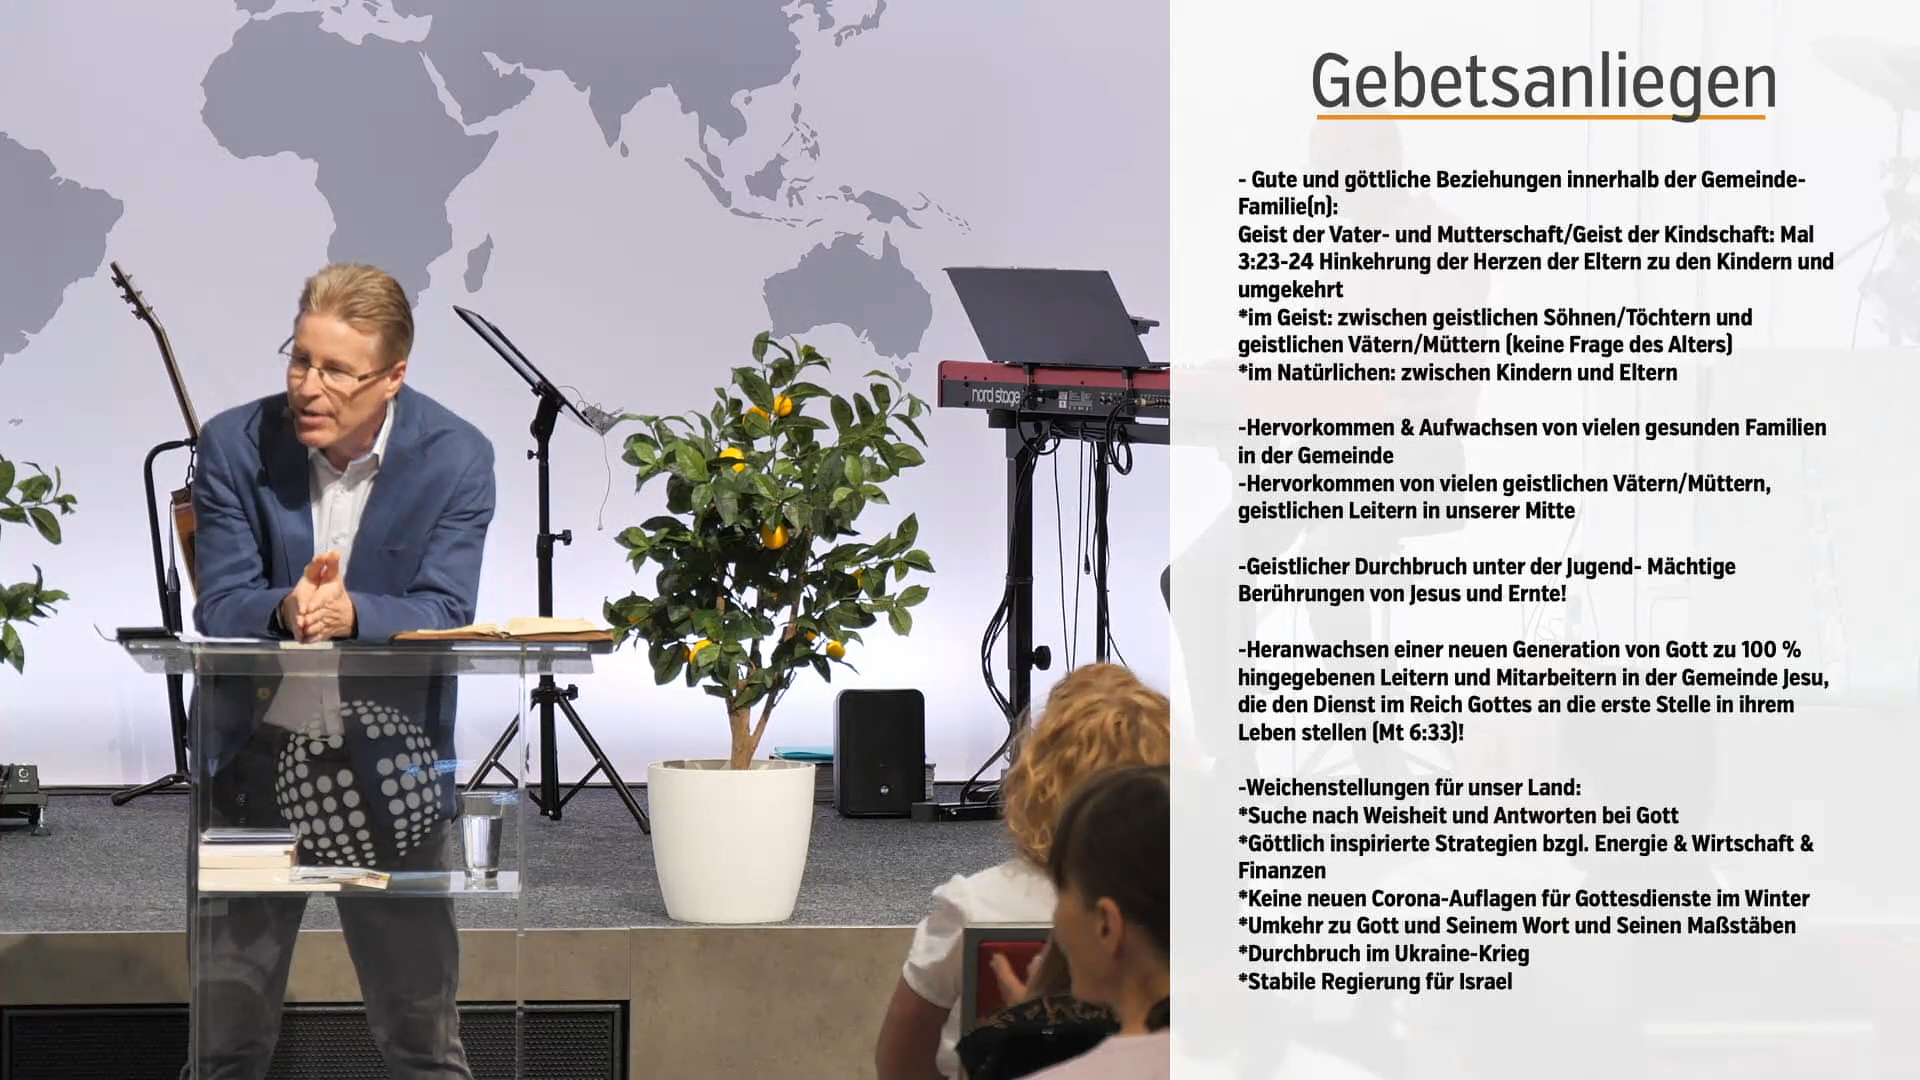 Gebetsanliegen
- Gute und göttliche Beziehungen innerhalb der Gemeinde-
Familie(n):
Geist der Vater- und Mutterschaft/Geist der Kindschaft: Mal
3:23-24 Hinkehrung der Herzen der Eltern zu den Kindern und
umgekehrt
*im Geist: zwischen geistlichen Söhnen/Töchtern und
geistlichen Vätern/Müttern (keine Frage des Alters)
*im Natürlichen: zwischen Kindern und Eltern
-Hervorkommen & Aufwachsen von vielen gesunden Familien
in der Gemeinde
-Hervorkommen von vielen geistlichen Vätern/Müttern,
geistlichen Leitern in unserer Mitte
-Geistlicher Durchbruch unter der Jugend- Mächtige
Berührungen von Jesus und Ernte!
-Heranwachsen einer neuen Generation von Gott zu 100 %
hingegebenen Leitern und Mitarbeitern in der Gemeinde Jesu,
die den Dienst im Reich Gottes an die erste Stelle in ihrem
Leben stellen (Mt 6:33)!
-Weichenstellungen für unser Land:
*Suche nach Weisheit und Antworten bei Gott
*Göttlich inspirierte Strategien bzgl. Energie & Wirtschaft &
Finanzen
*Keine neuen Corona-Auflagen für Gottesdienste im Winter
*Umkehr zu Gott und Seinem Wort und Seinen Maßstäben
*Durchbruch im Ukraine-Krieg
*Stabile Regierung für Israel
nord stage